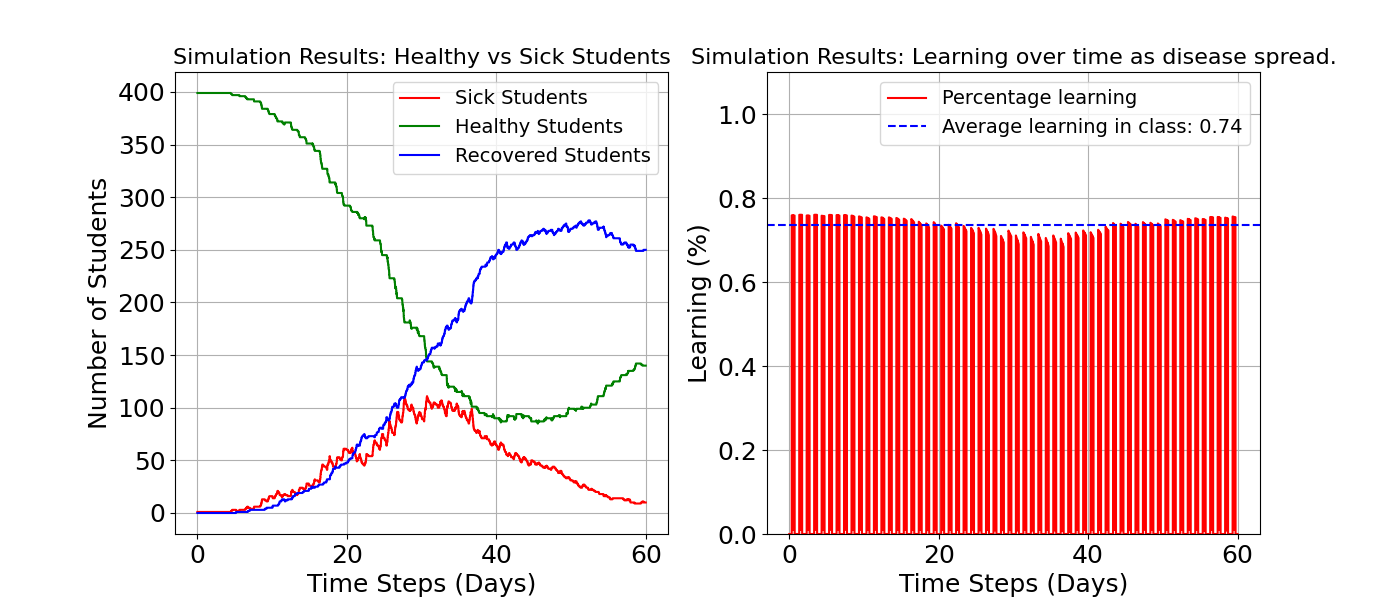 Simulation Results: Healthy vs Sick Students
Sick Students
Healthy Students
Recovered Students
400
350
300
250
200
150
100
50
0
Number of Students
0 20 40 60
Time Steps (Days)
Simulation Results: Learning over time as disease spread.
Percentage learning
Average learning in class: 0.74
1.0
0.8
0.6
0.4
0.2
0.0
Learning (%)
0 20 40 60
Time Steps (Days)